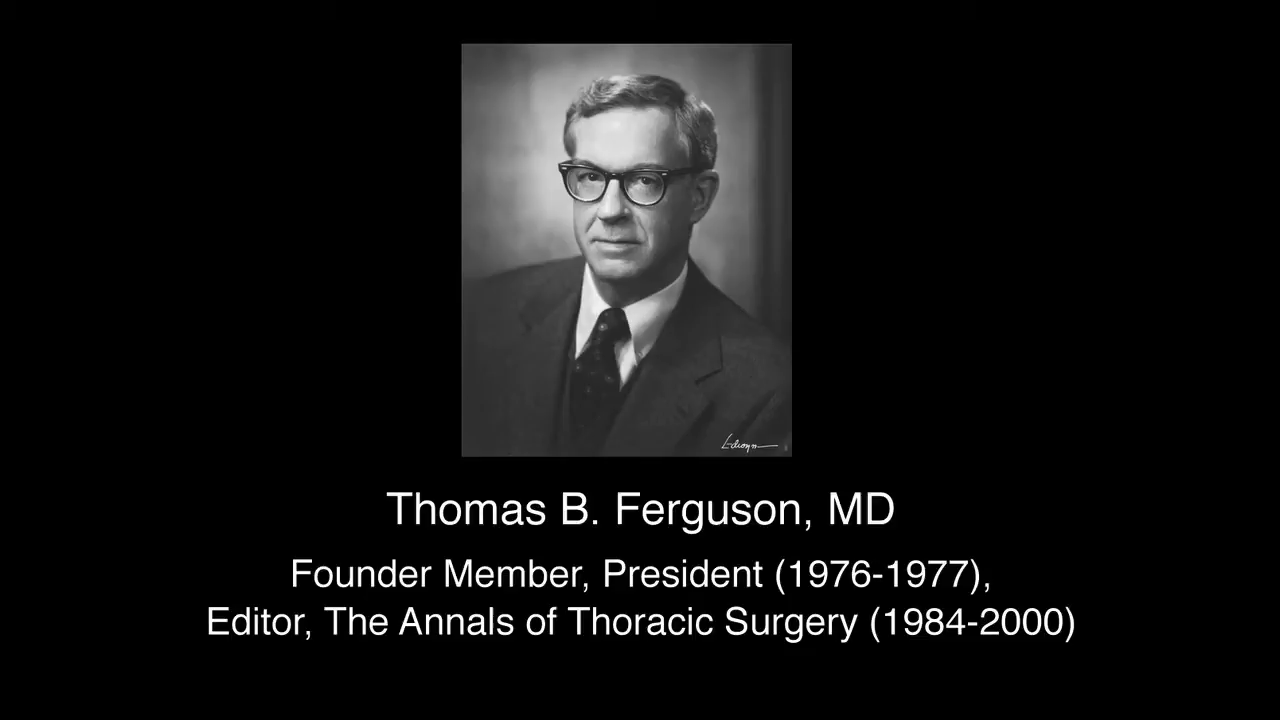 Thomas B. Ferguson, MD
Founder Member, President (1976-1977),
Editor, The Annals of Thoracic Surgery (1984-2000)